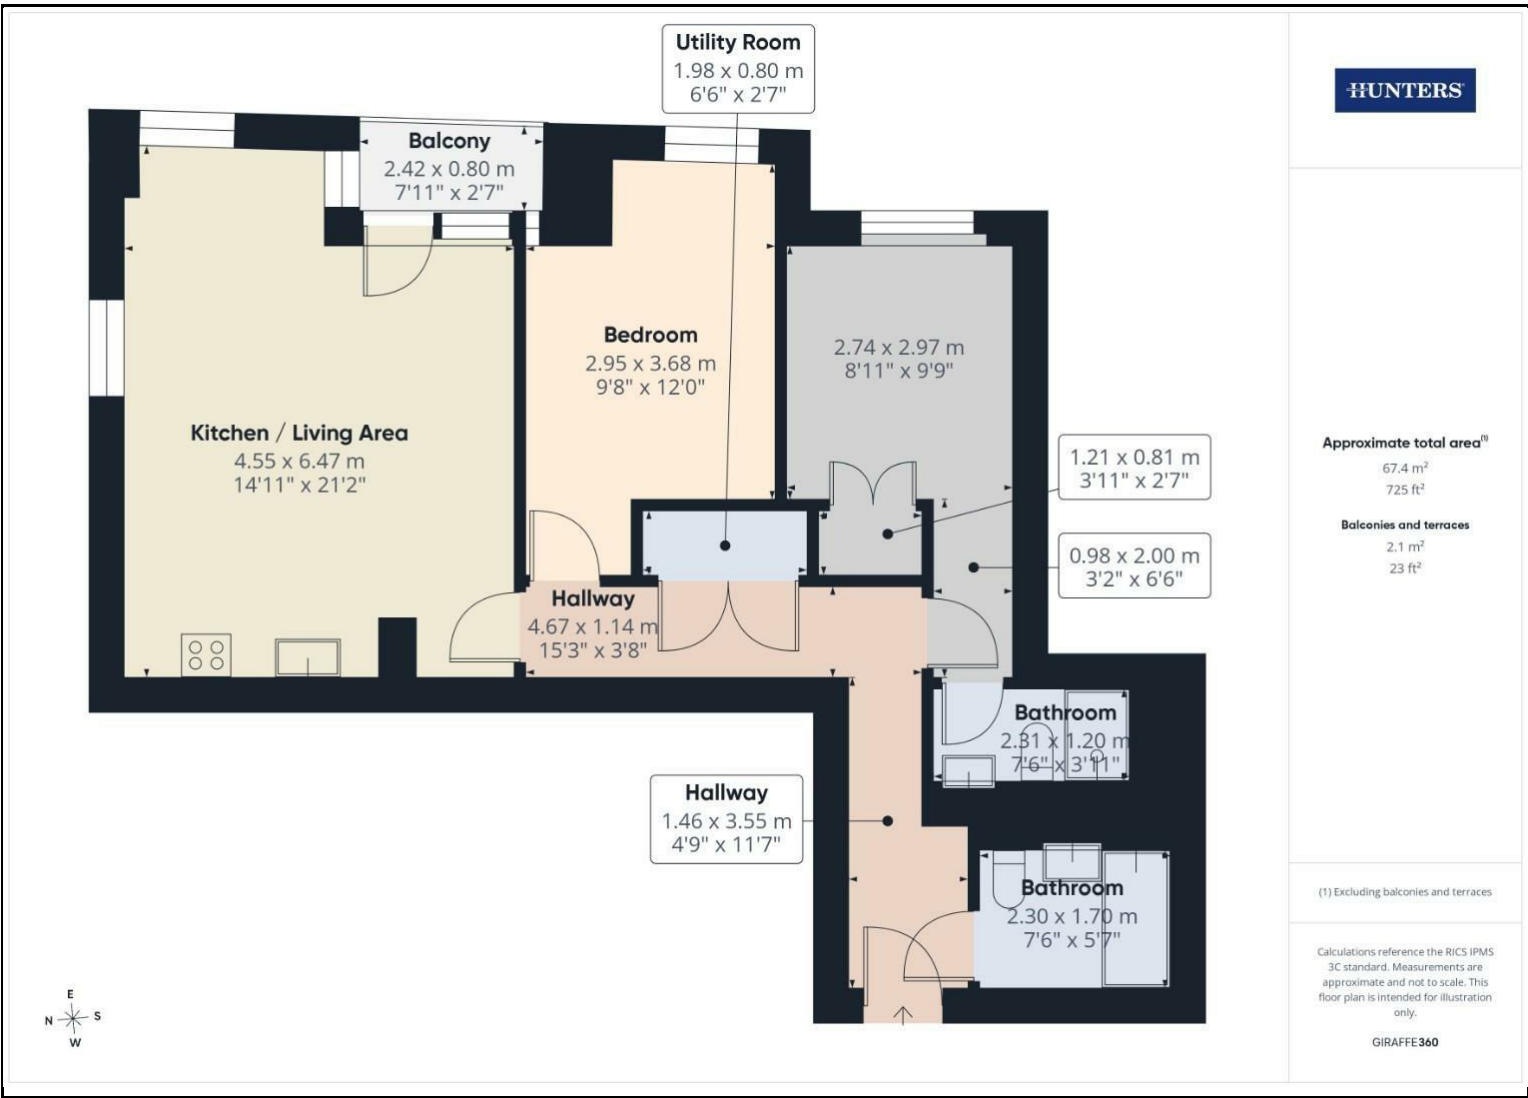 Utility Room
1.98 x 0.80 m
6'6" x 2'7"
Balcony
2.42 x 0.80 m
7'11" x 2'7"
Bedroom
2.95 x 3.68 m
9'8" x 12'0"
2.74 x 2.97 m
8'11" x 9'9"
Kitchen / Living Area
4.55 x 6.47 m
14'11" x 21'2"
1.21 x 0.81 m
3'11" x 2'7"
0.98 x 2.00 m
3'2" x 6'6"
Hallway
4.67 x 1.14 m
15'3" x 3'8"
Bathroom
2.31 x 1.20 m
7'6" x 3'11"
Hallway
1.46 x 3.55 m
4'9" x 11'7"
Bathroom
2.30 x 1.70 m
7'6" x 5'7"
E
N S
W
HUNTERS
Approximate total area(1)
67.4 m²
725 ft²
Balconies and terraces
2.1 m²
23 ft²
(1) Excluding balconies and terraces
Calculations reference the RICS IPMS
3C standard. Measurements are
approximate and not to scale. This
floor plan is intended for illustration
only.
GIRAFFE360